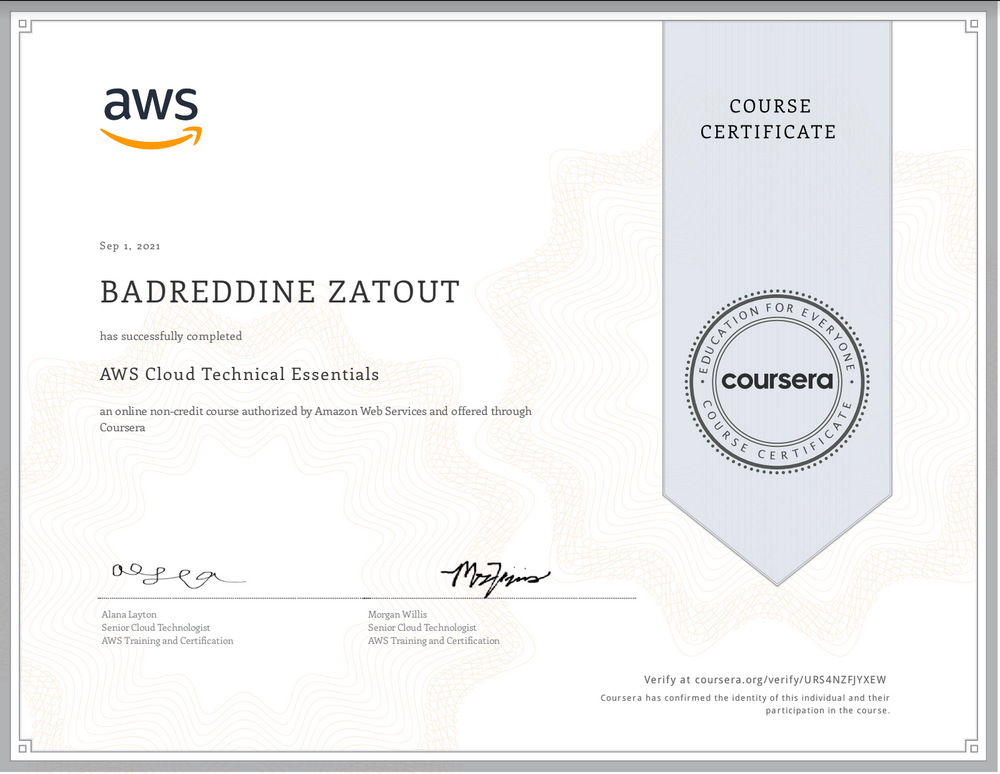 aws
COURSE
CERTIFICATE
Sep 1, 2021
BADREDDINE ZATOUT
has successfully completed
AWS Cloud Technical Essentials
an online non-credit course authorized by Amazon Web Services and offered through
Coursera
EDUCATION FOR EVERYONE
coursera
COURSE CERTIFICATE
Alana Layton
Senior Cloud Technologist
AWS Training and Certification
Morgan Willis
Senior Cloud Technologist
AWS Training and Certification
Verify at coursera.org/verify/URS4NZFJYXEW
Coursera has confirmed the identity of this individual and their
participation in the course.